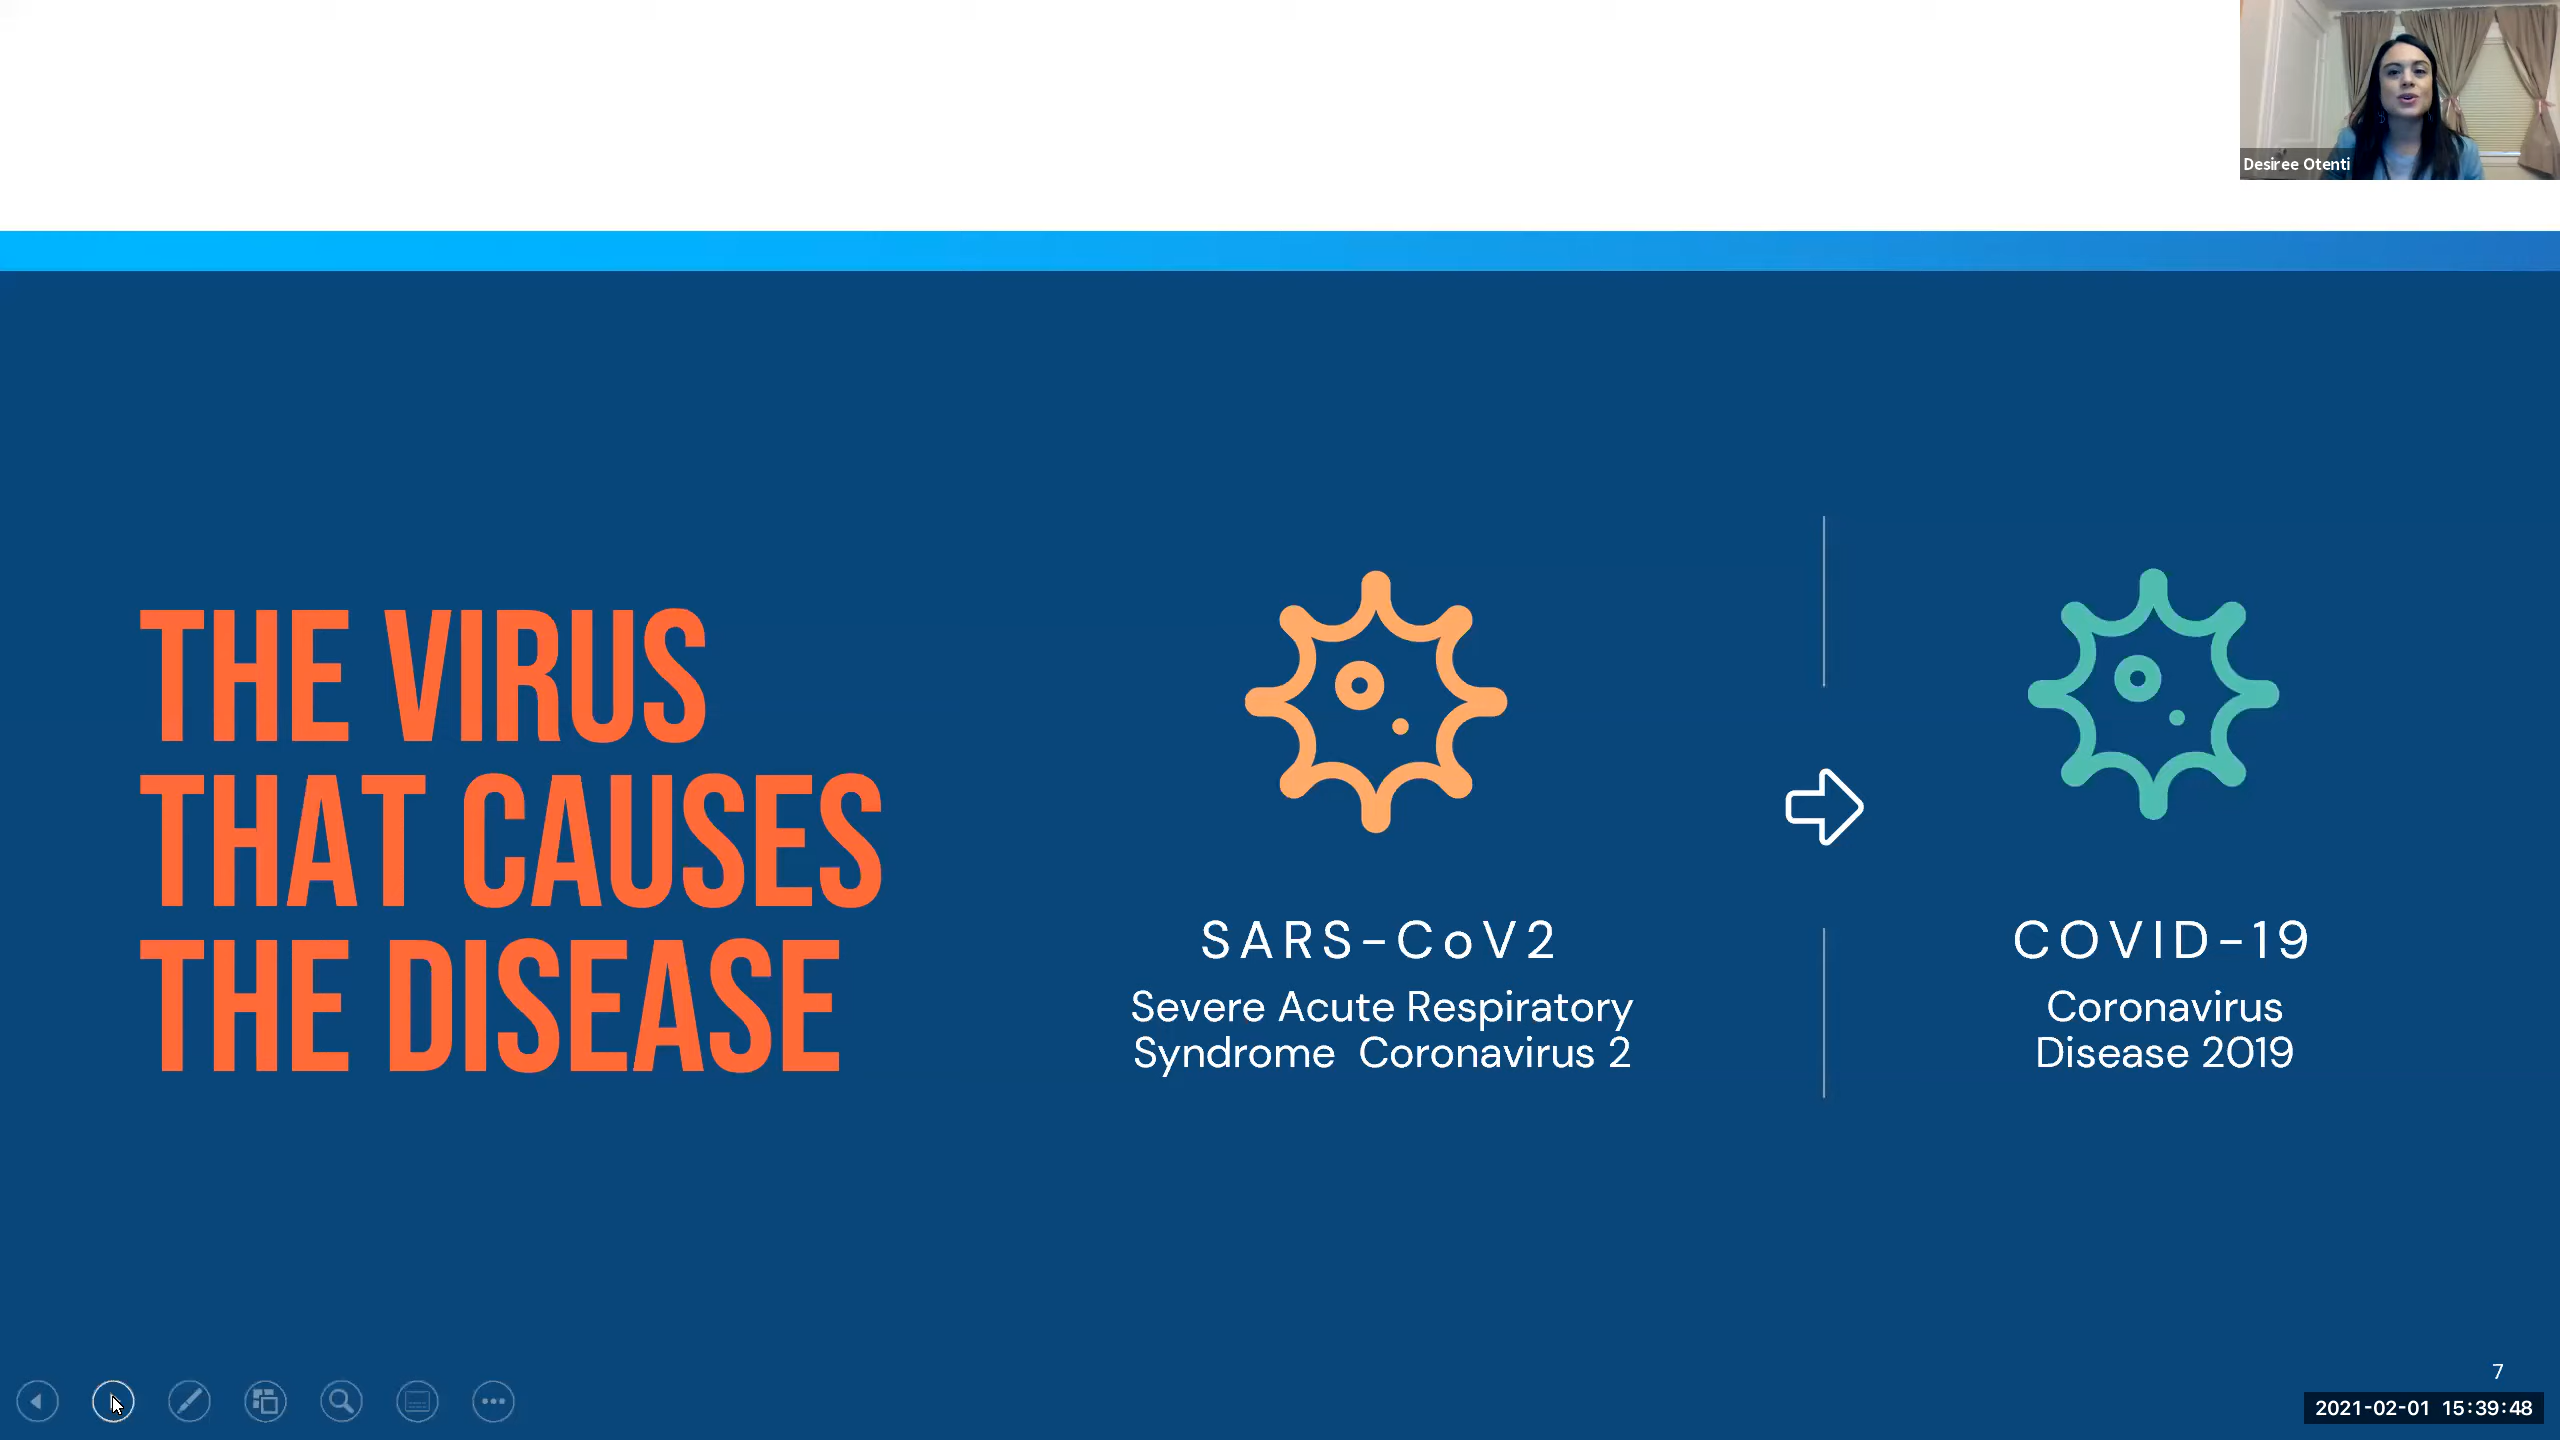 Desiree Otenti
THE VIRUS
THAT CAUSES
THE DISEASE
SARS-CoV2
Severe Acute Respiratory
Syndrome  Coronavirus 2
COVID-19
Coronavirus
Disease 2019
7
2021-02-01 15:39:48